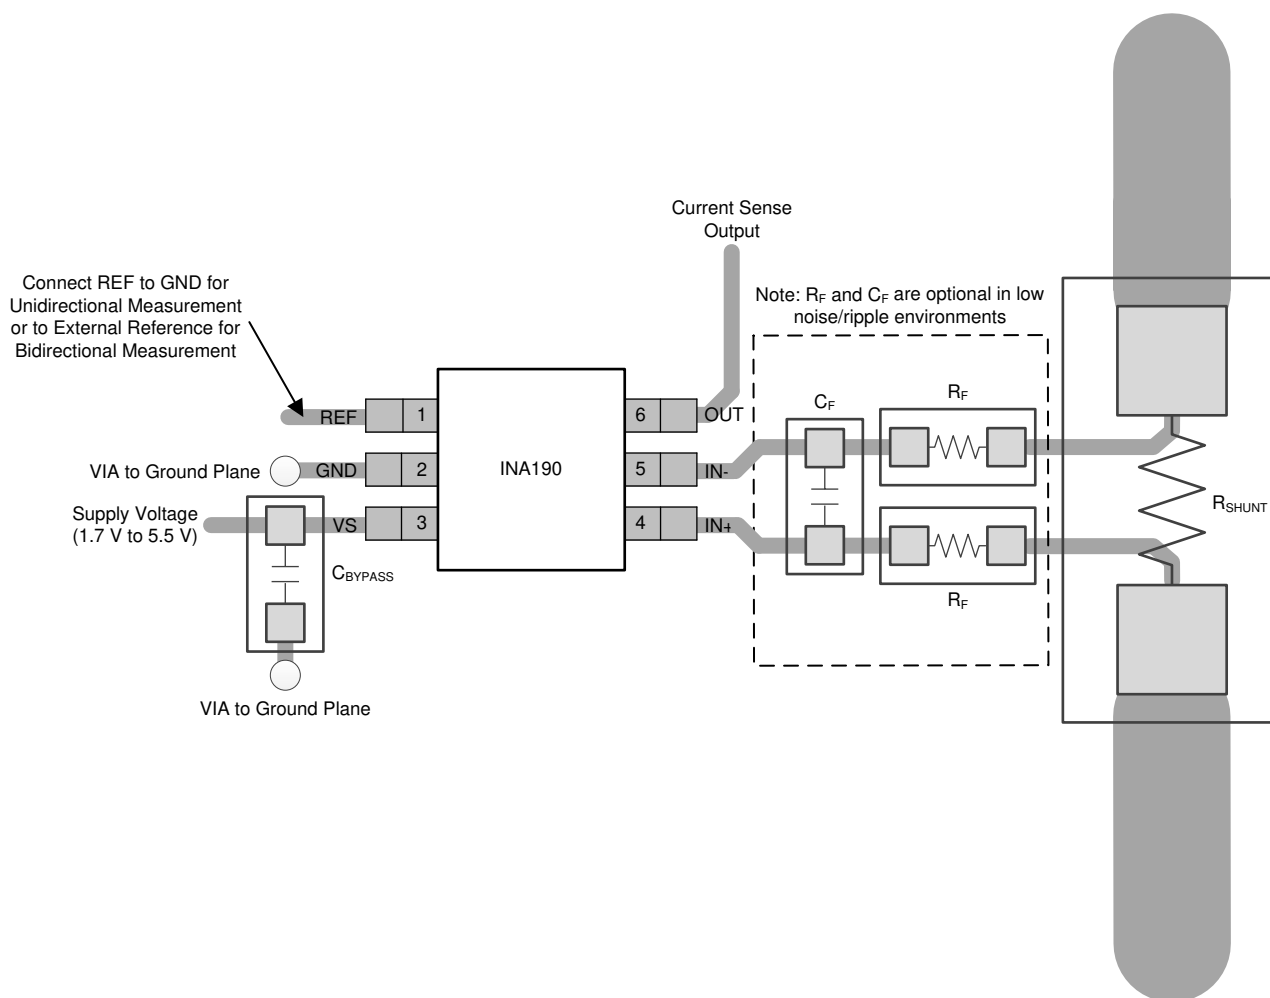 Current Sense
Output
Connect REF to GND for
Unidirectional Measurement
or to External Reference for
Bidirectional Measurement
Note: RF and CF are optional in low
noise/ripple environments
REF
1
6
OUT
CF
RF
VIA to Ground Plane
GND
2
INA190
5
IN-
RSHUNT
Supply Voltage
(1.7 V to 5.5 V)
VS
3
4
IN+
CBYPASS
RF
VIA to Ground Plane